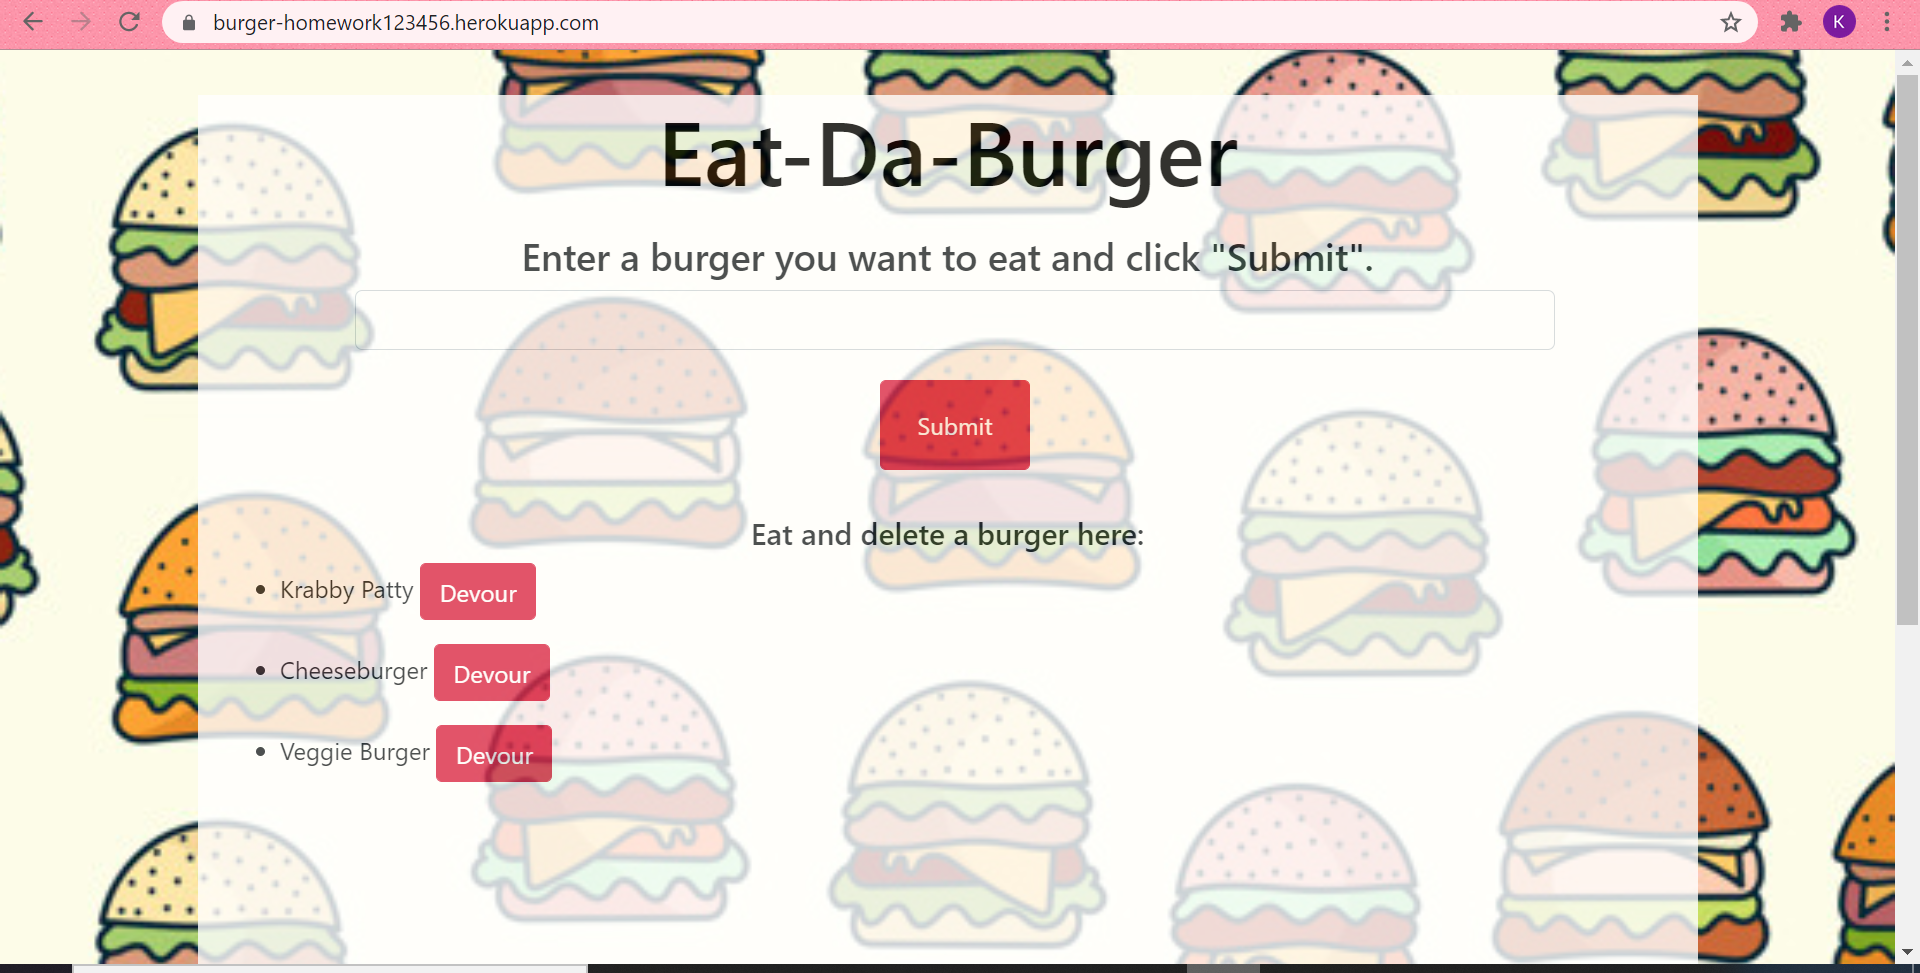 burger-homework123456.herokuapp.com
K
Eat-Da-Burger
Enter a burger you want to eat and click "Submit".
Submit
Eat and delete a burger here:
• Krabby Patty Devour
• Cheeseburger Devour
• Veggie Burger Devour